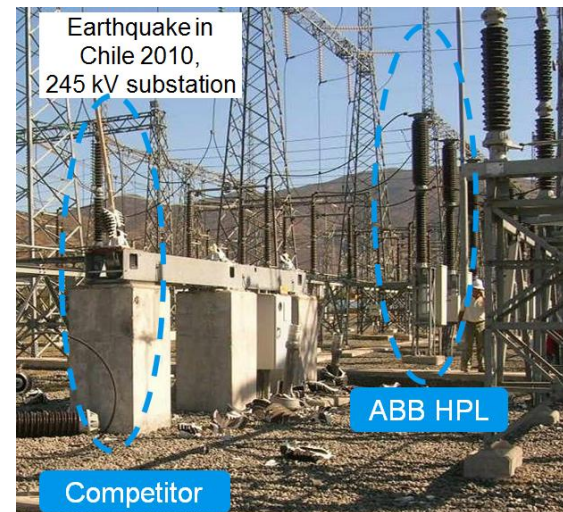 Earthquake in
Chile 2010,
245 kV substation
ABB HPL
Competitor